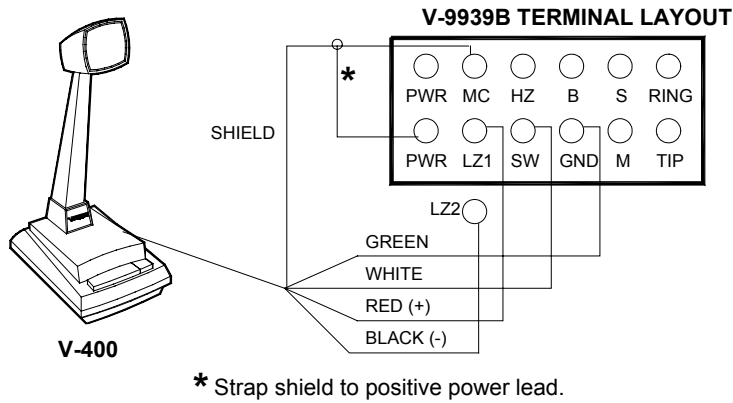 V-9939B TERMINAL LAYOUT
*
PWR MC HZ B S RING
SHIELD
PWR LZ1 SW GND M TIP
LZ2
GREEN
WHITE
RED (+)
BLACK (-)
V-400
* Strap shield to positive power lead.